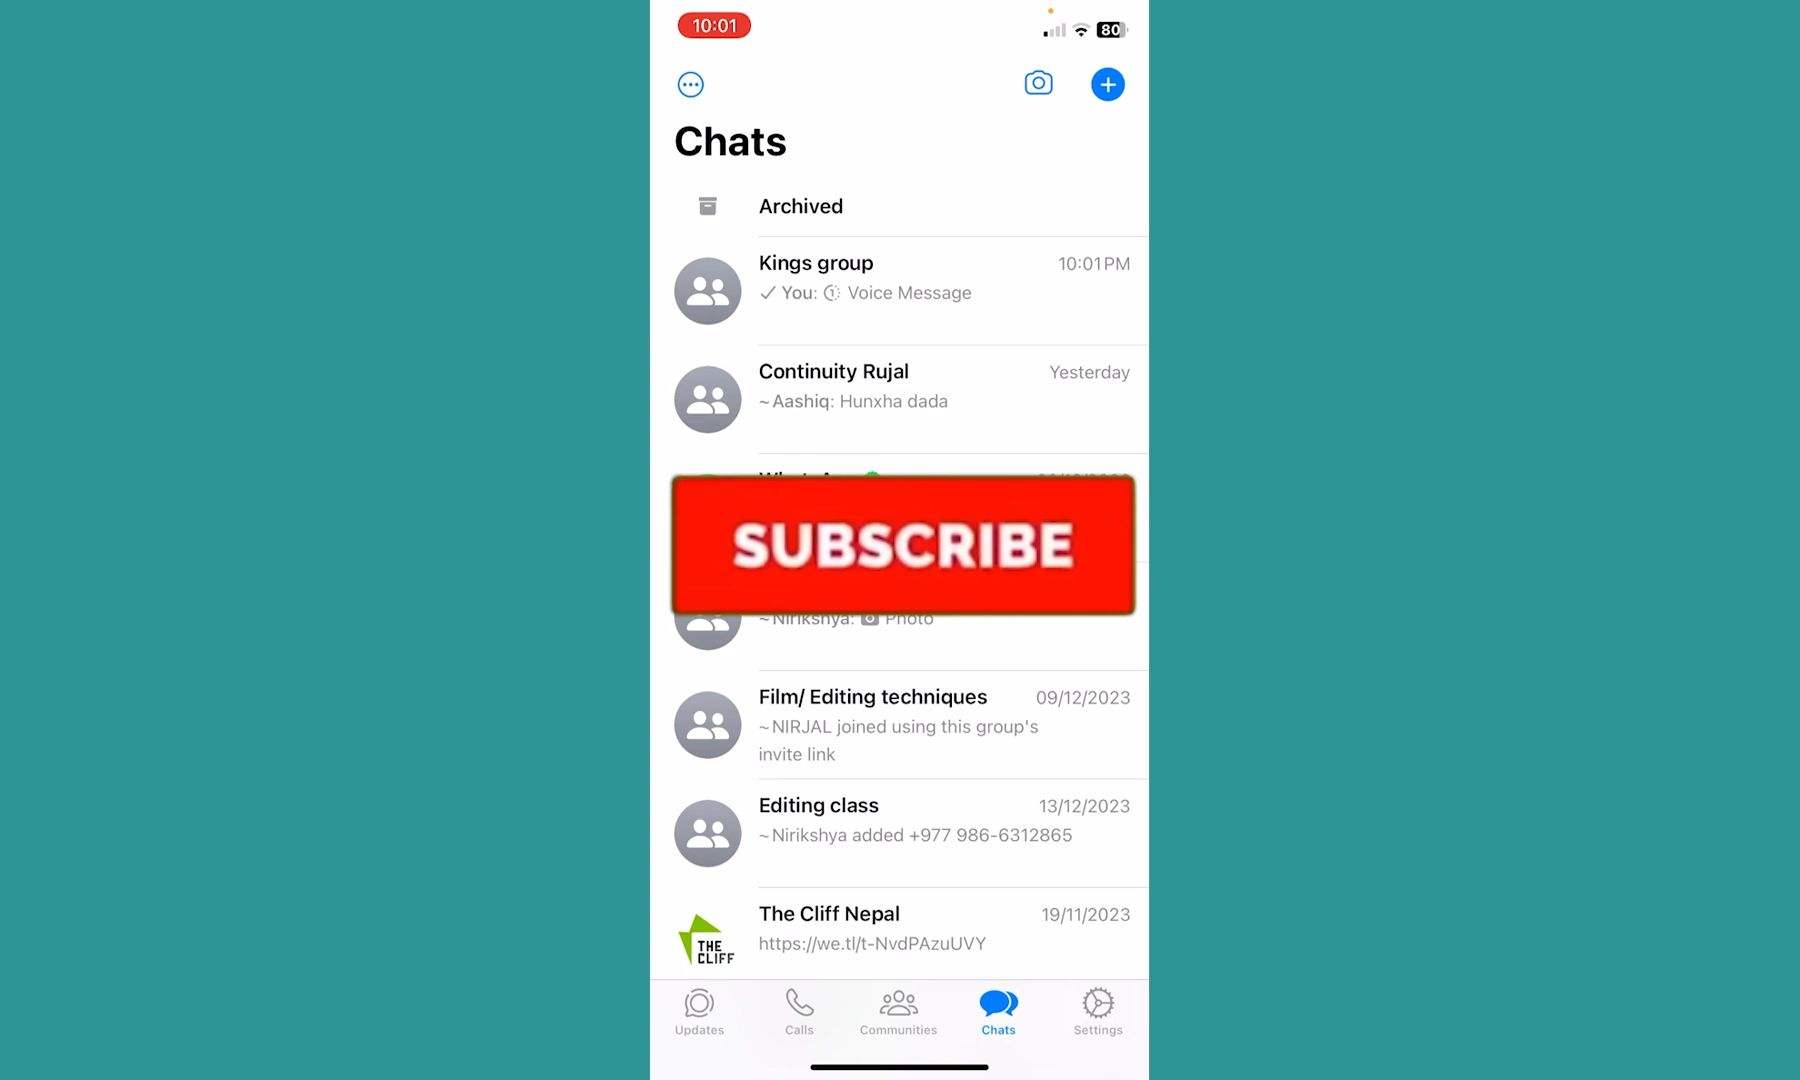 10:01
80
Chats
Archived
Kings group
10:01 PM
You: Voice Message
Continuity Rujal
Yesterday
~Aashiq: Hunxha dada
SUBSCRIBE
~Nirikshya: Photo
Film/ Editing techniques
09/12/2023
~NIRJAL joined using this group's
invite link
Editing class
13/12/2023
~Nirikshya added +977 986-6312865
The Cliff Nepal
19/11/2023
https://we.tl/t-NvdPAzuUVY
THE
CLIFF
Updates
Calls
Communities
Chats
Settings